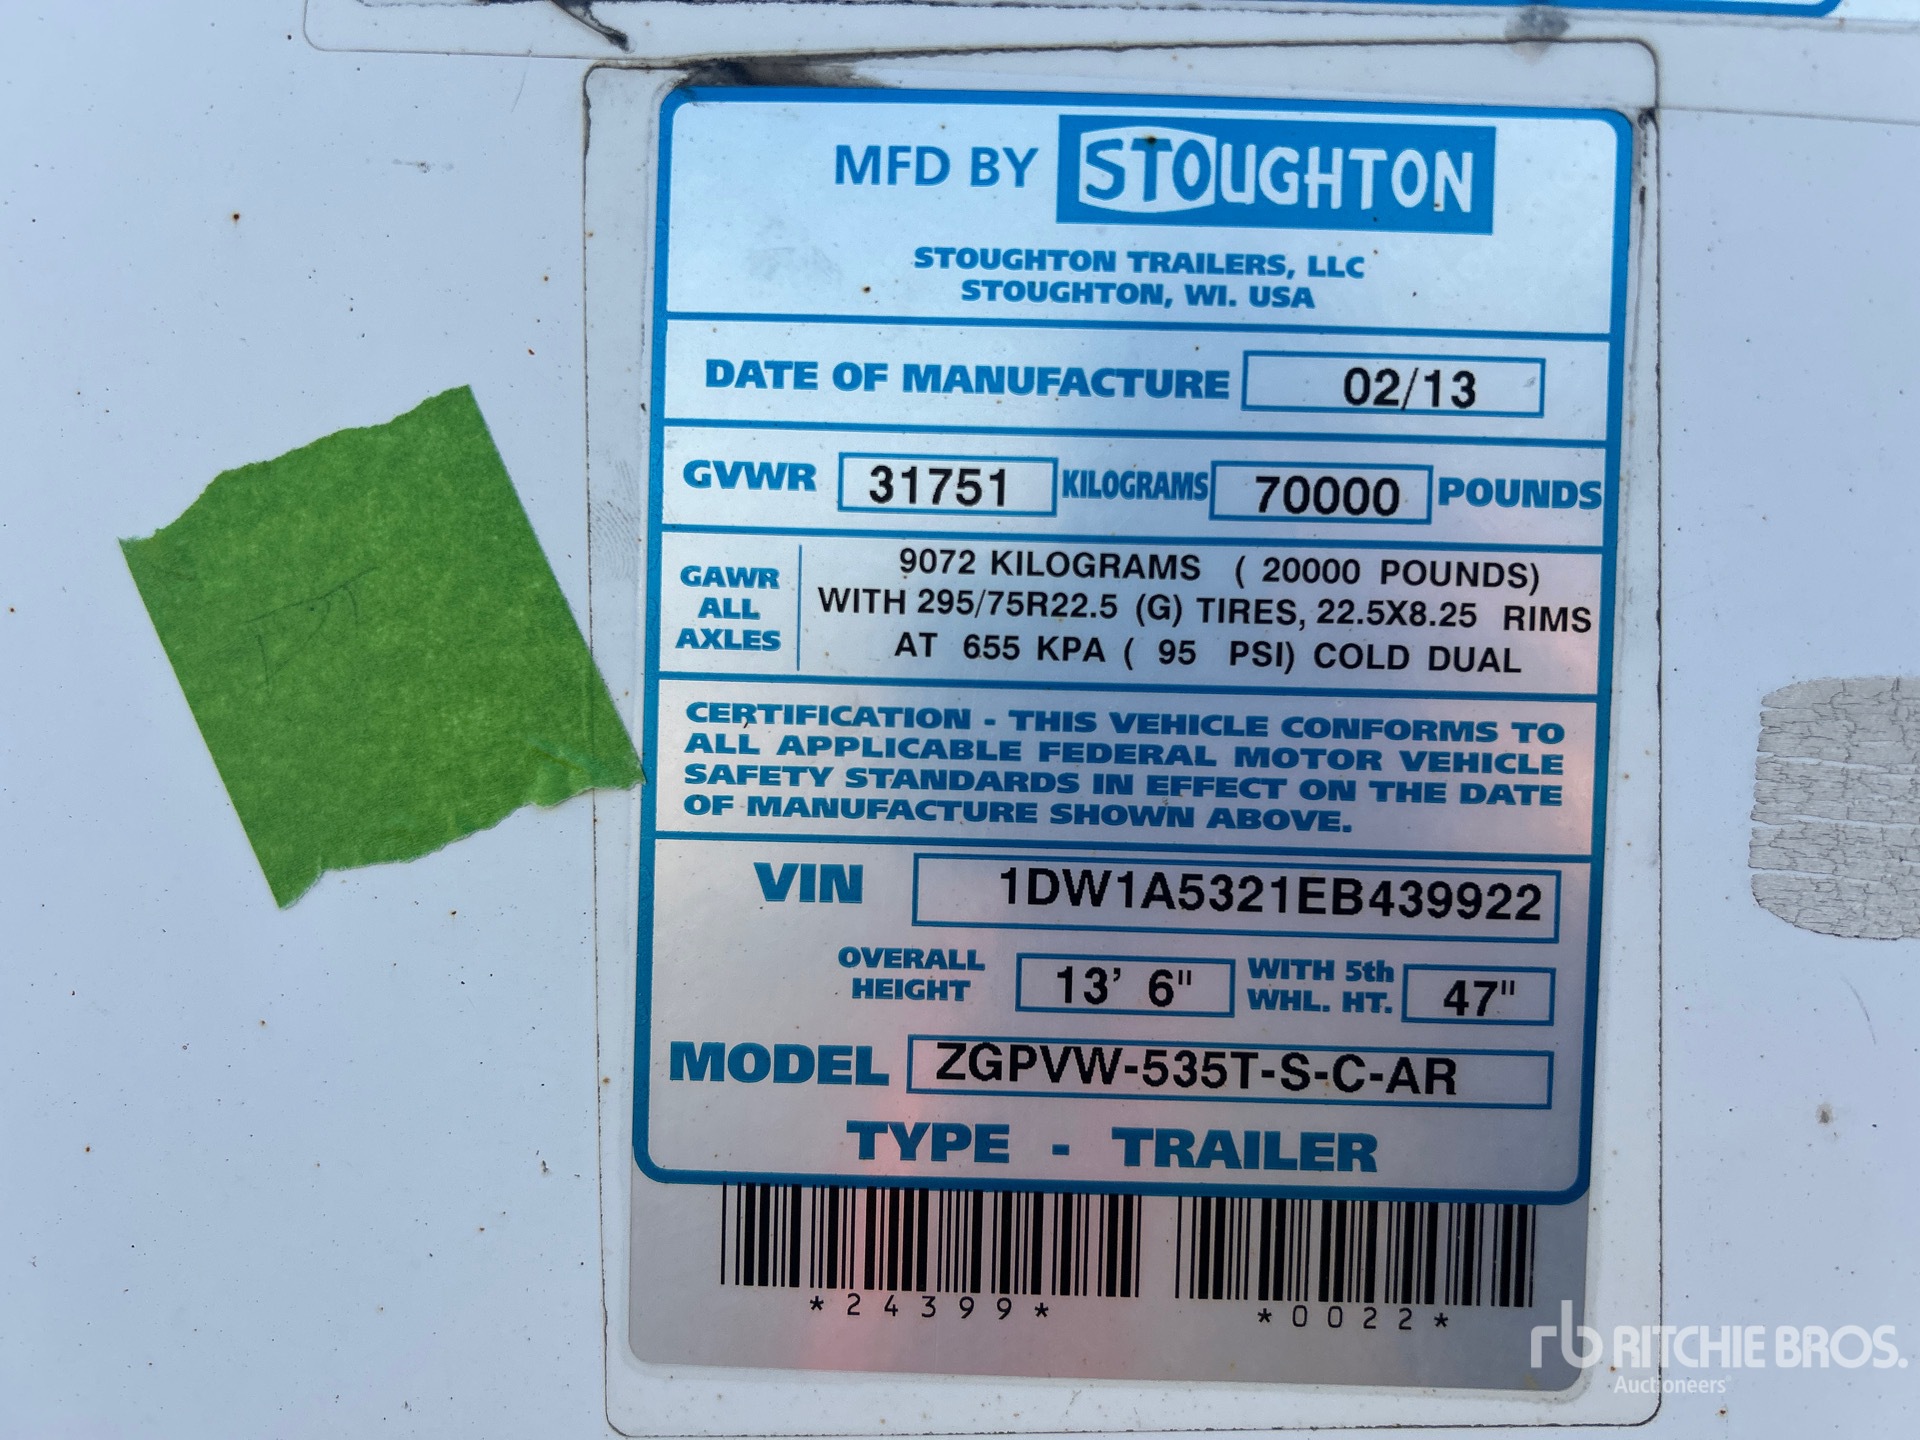 MFD BY STOUGHTON
STOUGHTON TRAILERS, LLC
STOUGHTON, WI. USA
DATE OF MANUFACTURE 02/13
GVWR 31751 KILOGRAMS 70000 POUNDS
GAWR ALL AXLES
9072 KILOGRAMS ( 20000 POUNDS)
WITH 295/75R22.5 (G) TIRES, 22.5X8.25 RIMS
AT 655 KPA ( 95 PSI) COLD DUAL
CERTIFICATION - THIS VEHICLE CONFORMS TO
ALL APPLICABLE FEDERAL MOTOR VEHICLE
SAFETY STANDARDS IN EFFECT ON THE DATE
OF MANUFACTURE SHOWN ABOVE.
VIN 1DW1A5321EB439922
OVERALL HEIGHT 13' 6" WITH 5th WHL. HT. 47"
MODEL ZGPVW-535T-S-C-AR
TYPE - TRAILER
*24399* *0022*
rb RITCHIE BROS.
Auctioneers